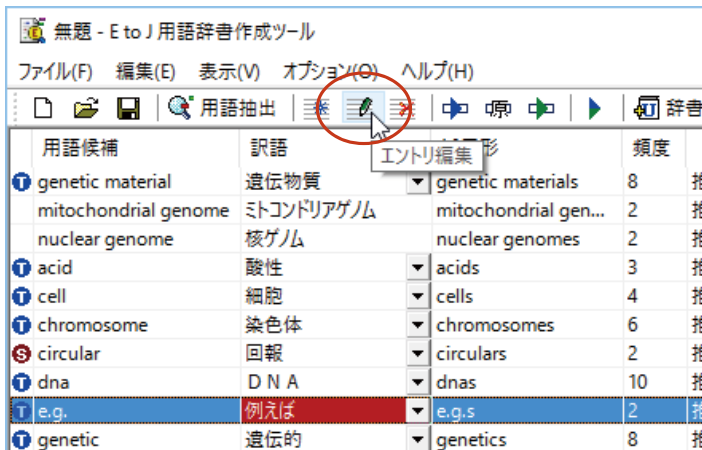 無題 - E to J 用語辞書作成ツール
ファイル(F) 編集(E) 表示(V) オプション(O) ヘルプ(H)
用語抽出 原 辞書
用語候補 訳語 形 頻度
エントリ編集
T genetic material 遺伝物質 genetic materials 8
mitochondrial genome ミトコンドリアゲノム mitochondrial gen... 2
nuclear genome 核ゲノム nuclear genomes 2
T acid 酸性 acids 3
T cell 細胞 cells 4
T chromosome 染色体 chromosomes 6
S circular 回報 circulars 2
T dna ＤＮＡ dnas 10
T e.g. 例えば e.g.s 2
T genetic 遺伝的 genetics 8